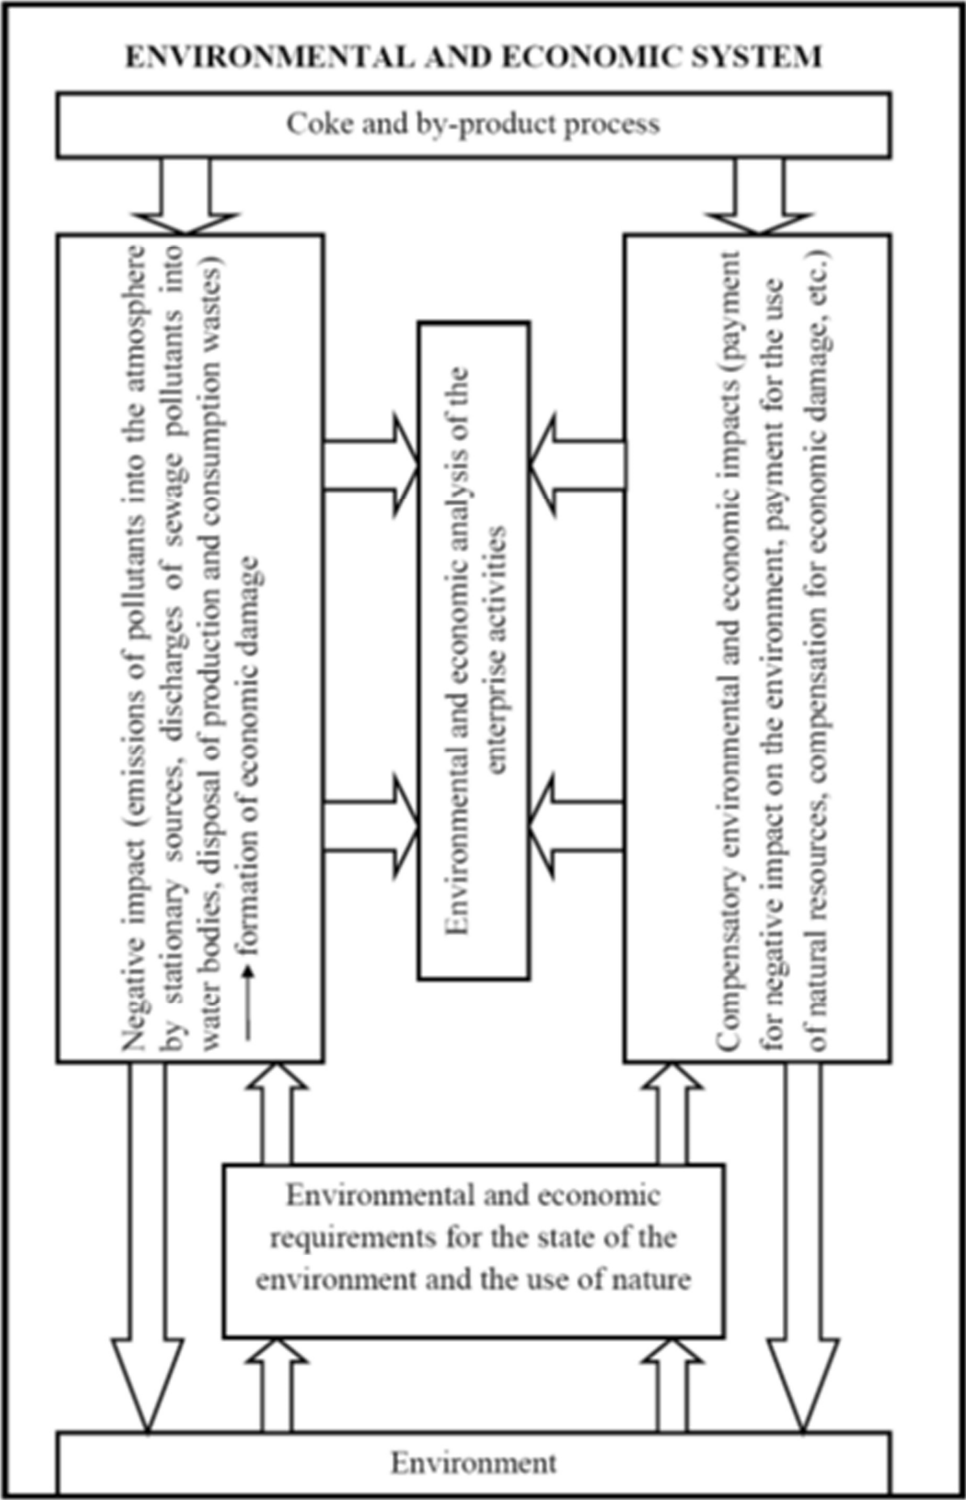 ENVIRONMENTAL AND ECONOMIC SYSTEM
Coke and by-product process
Negative impact (emissions of pollutants into the atmosphere
by stationary sources, discharges of sewage pollutants into
water bodies, disposal of production and consumption wastes)
formation of economic damage
Environmental and economic analysis of the
enterprise activities
Compensatory environmental and economic impacts (payment
for negative impact on the environment, payment for the use
of natural resources, compensation for economic damage, etc.)
Environmental and economic
requirements for the state of the
environment and the use of nature
Environment